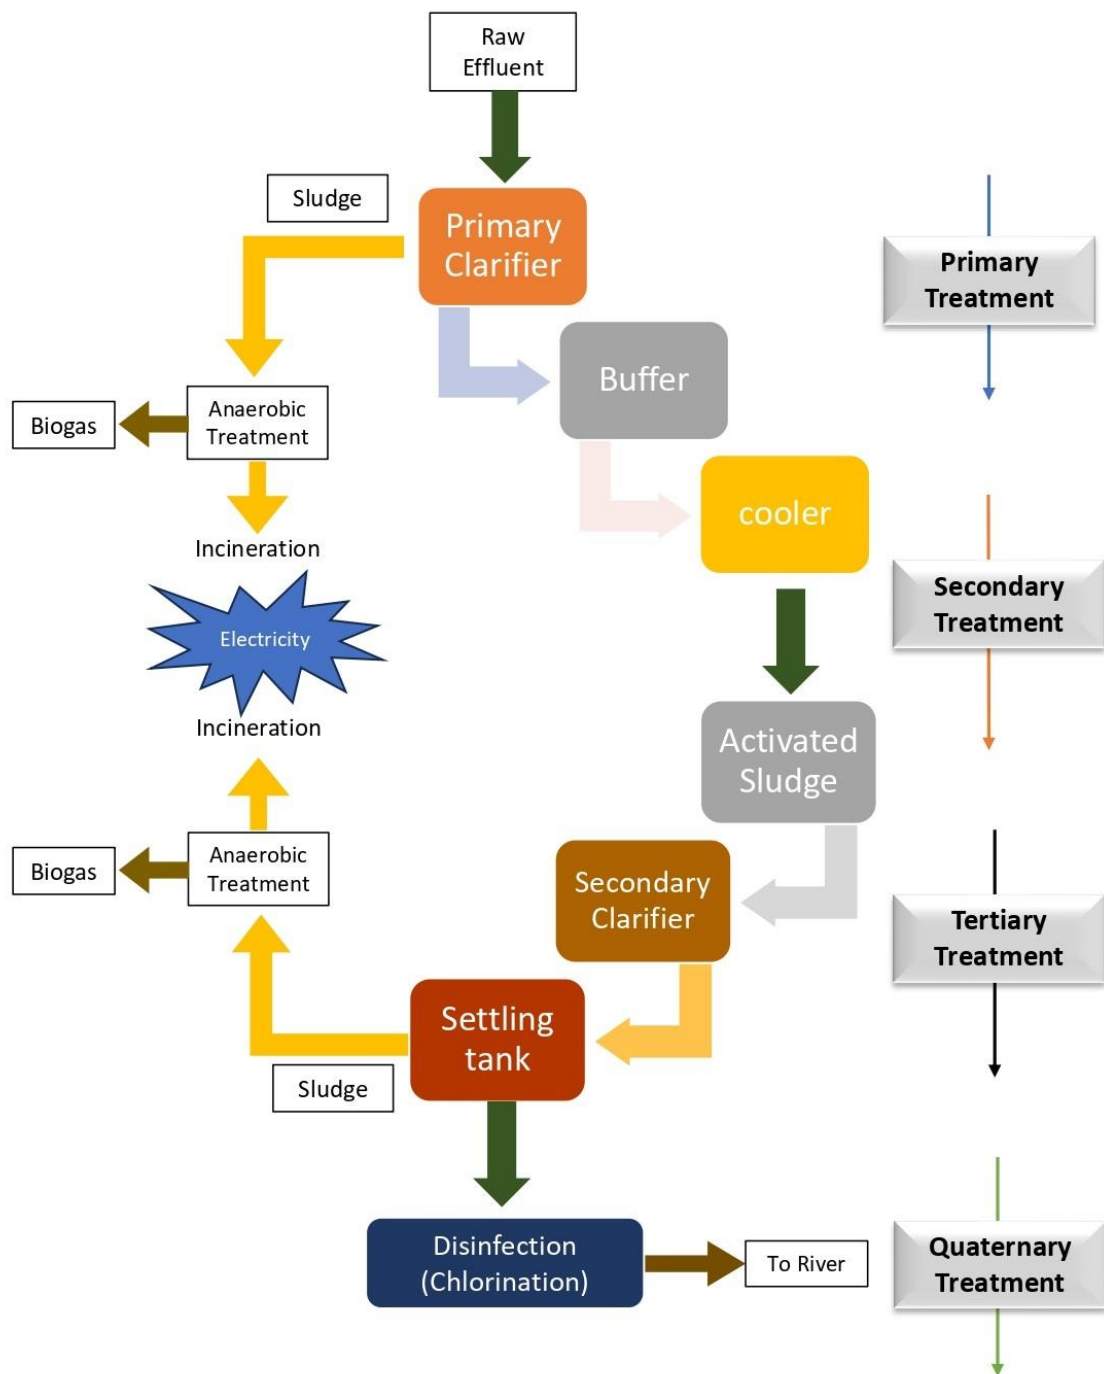 Raw
Effluent
Sludge
Primary
Clarifier
Primary
Treatment
Buffer
Biogas
Anaerobic
Treatment
cooler
Incineration
Secondary
Treatment
Electricity
Incineration
Activated
Sludge
Biogas
Anaerobic
Treatment
Secondary
Clarifier
Tertiary
Treatment
Settling
tank
Sludge
Disinfection
(Chlorination)
To River
Quaternary
Treatment